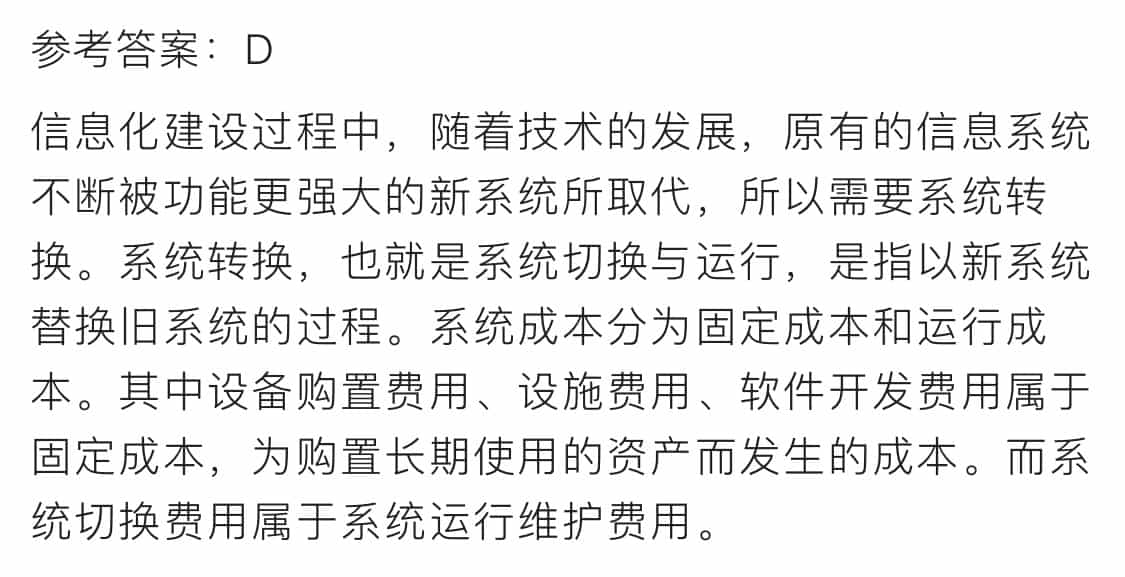 参考答案：D
信息化建设过程中，随着技术的发展，原有的信息系统
不断被功能更强大的新系统所取代，所以需要系统转
换。系统转换，也就是系统切换与运行，是指以新系统
替换旧系统的过程。系统成本分为固定成本和运行成
本。其中设备购置费用、设施费用、软件开发费用属于
固定成本，为购置长期使用的资产而发生的成本。而系
统切换费用属于系统运行维护费用。